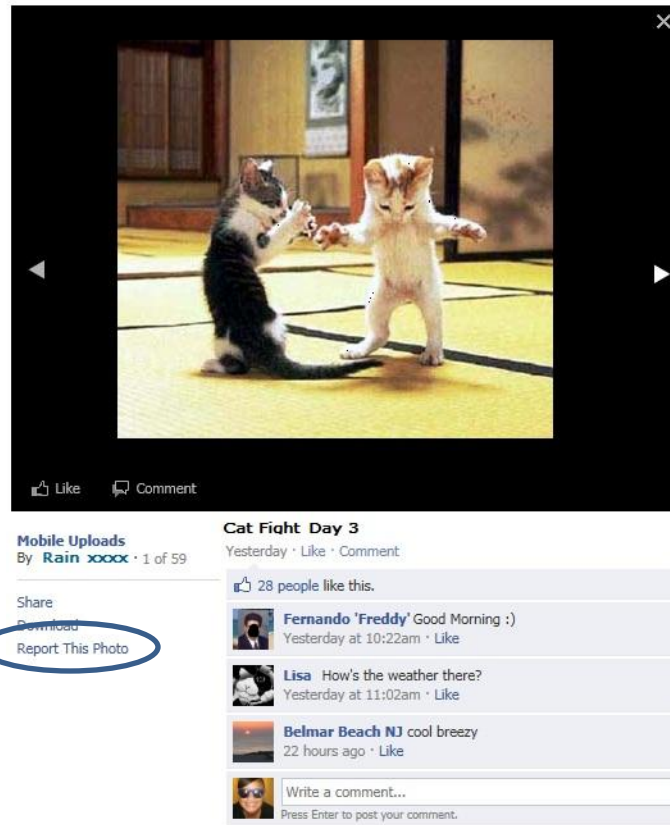 Like Comment
Mobile Uploads
By Rain xxxx · 1 of 59
Share
Download
Report This Photo
Cat Fight Day 3
Yesterday · Like · Comment
28 people like this.
Fernando 'Freddy' Good Morning :)
Yesterday at 10:22am · Like
Lisa How's the weather there?
Yesterday at 11:02am · Like
Belmar Beach NJ cool breezy
22 hours ago · Like
Write a comment...
Press Enter to post your comment.